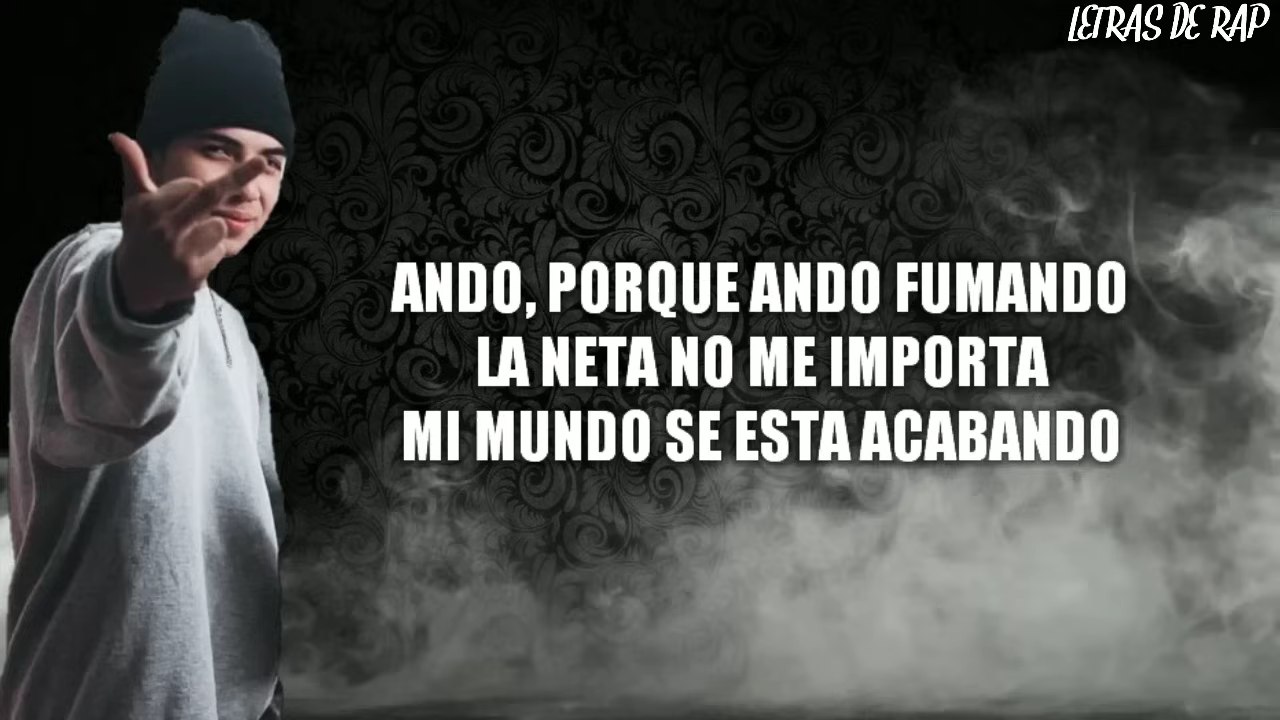 LETRAS DE RAP
ANDO, PORQUE ANDO FUMANDO
LA NETA NO ME IMPORTA
MI MUNDO SE ESTA ACABANDO